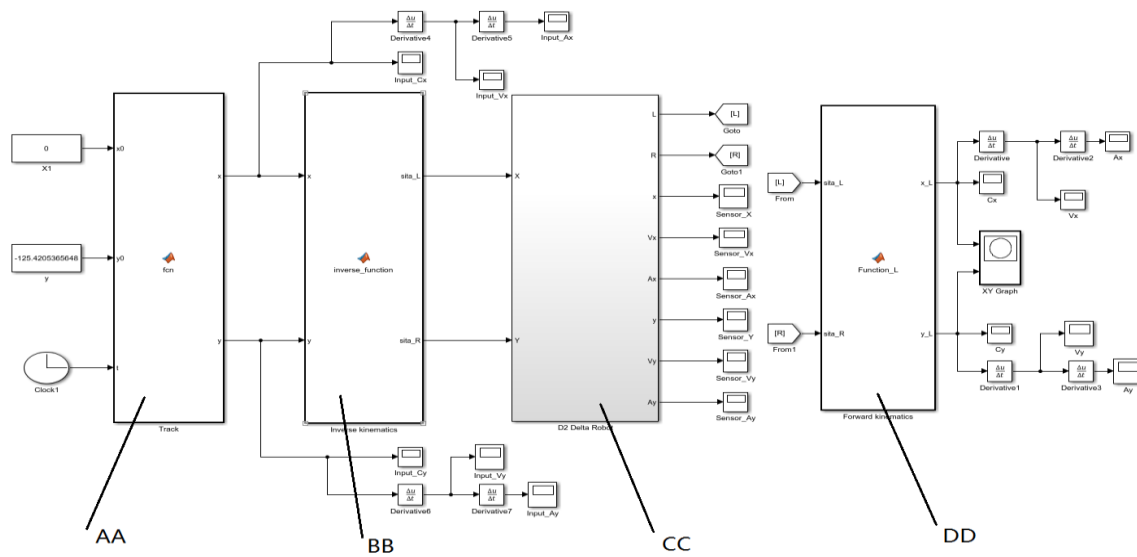 Δu
Δt
Derivative4
Δu
Δt
Derivative5
Input_Ax
Input_Cx
Input_Vx
0
X1
-125.4205365648
y
Clock1
x0
y0
t
fcn
x
y
Track
x
y
inverse_function
sita_L
sita_R
Inverse kinematics
X
Y
L
R
x
Vx
Ax
y
Vy
Ay
D2 Delta Robot
[L]
Goto
[R]
Goto1
Sensor_X
Sensor_Vx
Sensor_Ax
Sensor_Y
Sensor_Vy
Sensor_Ay
[L]
From
[R]
From1
sita_L
sita_R
Function_L
x_L
y_L
Forward kinematics
Δu
Δt
Derivative
Δu
Δt
Derivative2
Ax
Cx
Vx
XY Graph
Cy
Vy
Δu
Δt
Derivative1
Δu
Δt
Derivative3
Ay
Input_Cy
Input_Vy
Δu
Δt
Derivative6
Δu
Δt
Derivative7
Input_Ay
AA
BB
CC
DD